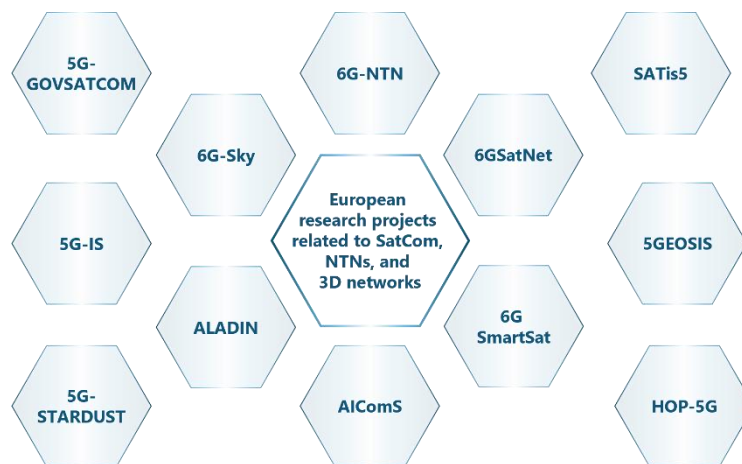 5G-
GOVSATCOM
6G-NTN
SATis5
6G-Sky
6GSatNet
European
research projects
related to SatCom,
NTNs, and
3D networks
5G-IS
5GEOSIS
ALADIN
6G
SmartSat
5G-
STARDUST
AIComS
HOP-5G